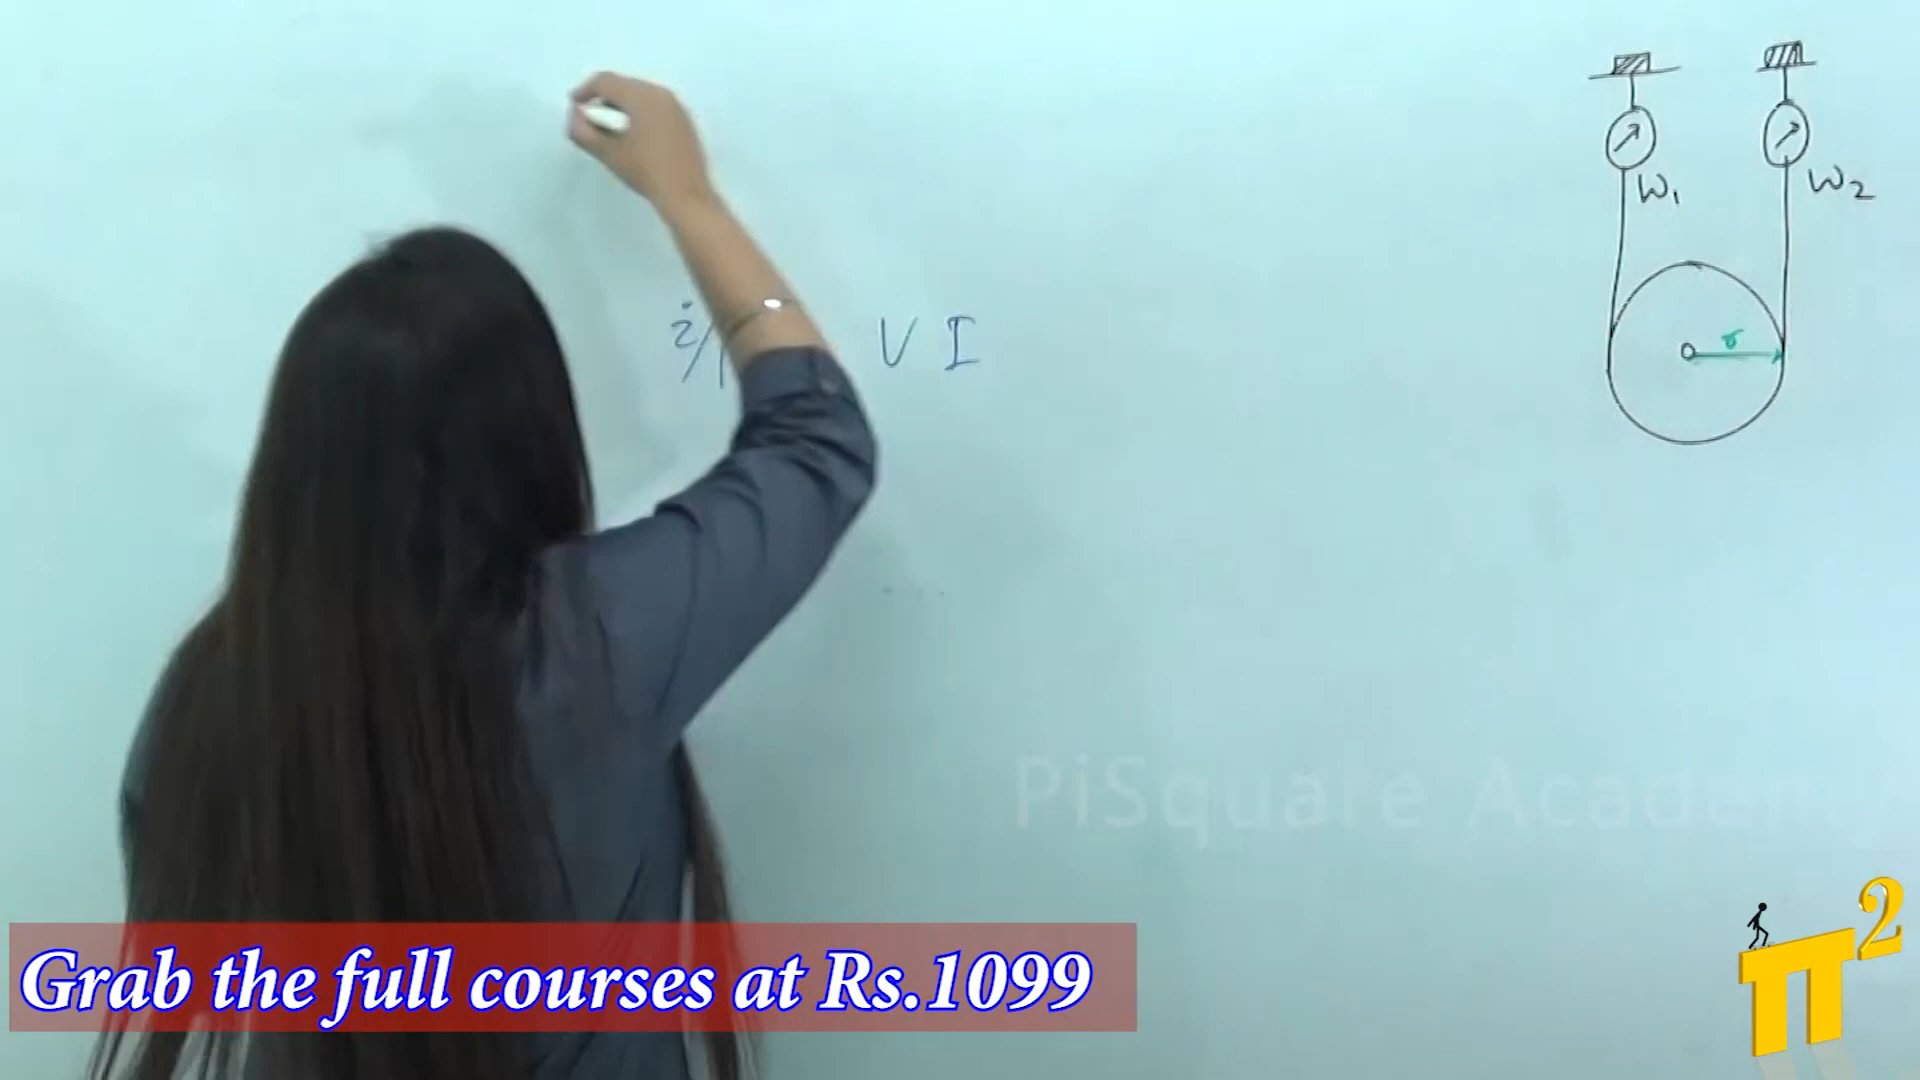 W1
W2
i/p V I
r
PiSquare Academy
Grab the full courses at Rs.1099
π2